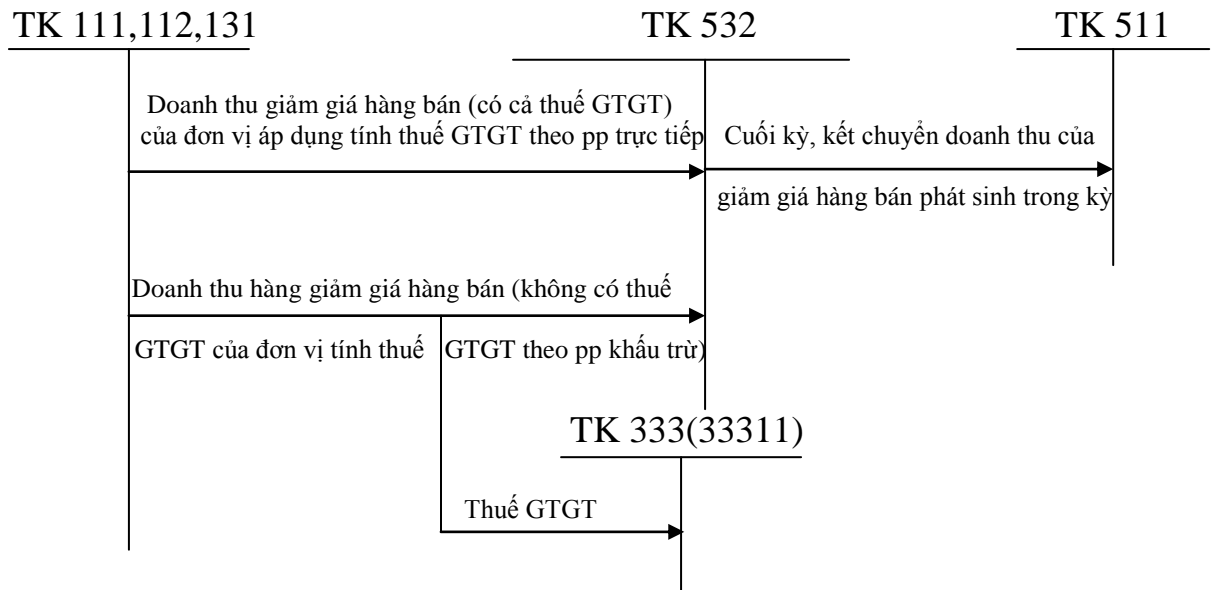 TK 111,112,131
TK 532
TK 511
Doanh thu giảm giá hàng bán (có cả thuế GTGT)
của đơn vị áp dụng tính thuế GTGT theo pp trực tiếp
Cuối kỳ, kết chuyển doanh thu của
giảm giá hàng bán phát sinh trong kỳ
Doanh thu hàng giảm giá hàng bán (không có thuế
GTGT của đơn vị tính thuế
GTGT theo pp khấu trừ)
TK 333(33311)
Thuế GTGT